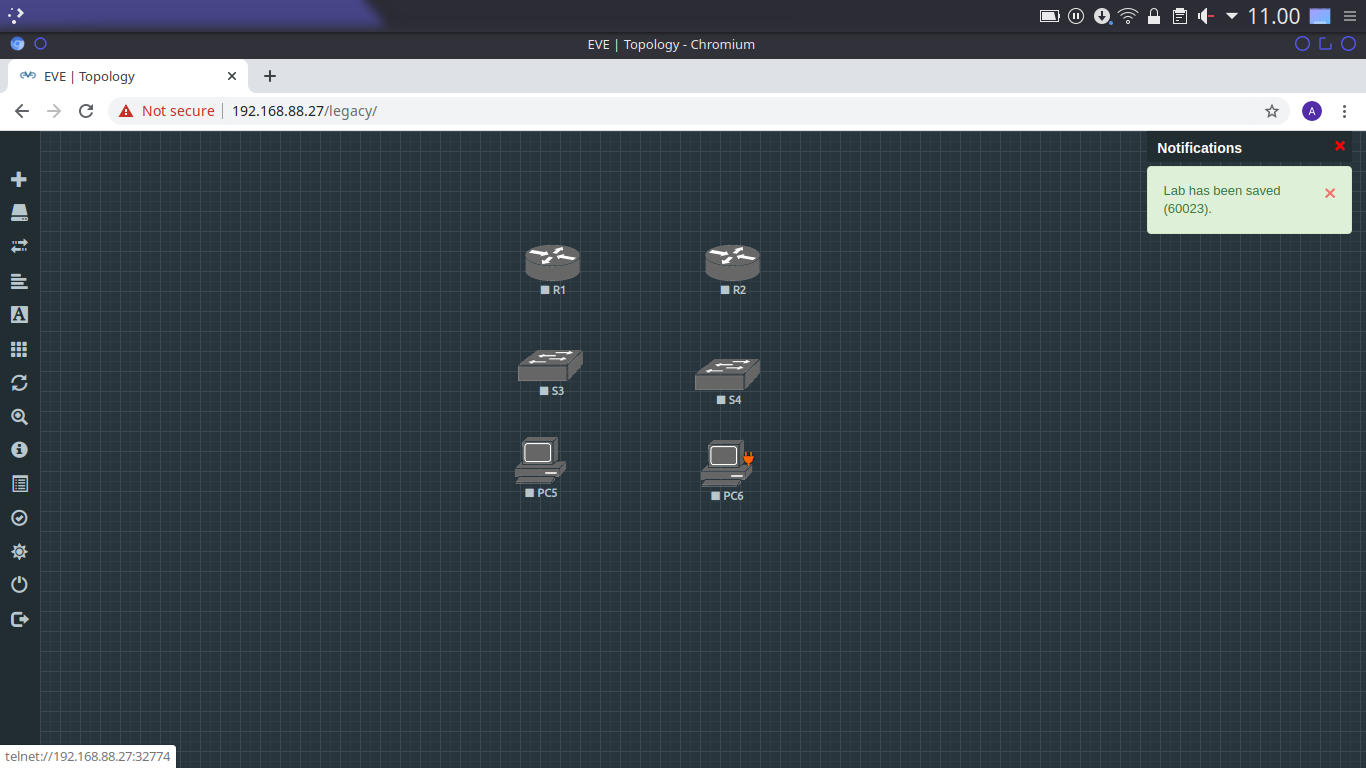 11.00
EVE | Topology - Chromium
EVE | Topology
Not secure 192.168.88.27/legacy/
A
Notifications
Lab has been saved
(60023).
A
R1 R2
S3 S4
PC5 PC6
telnet://192.168.88.27:32774